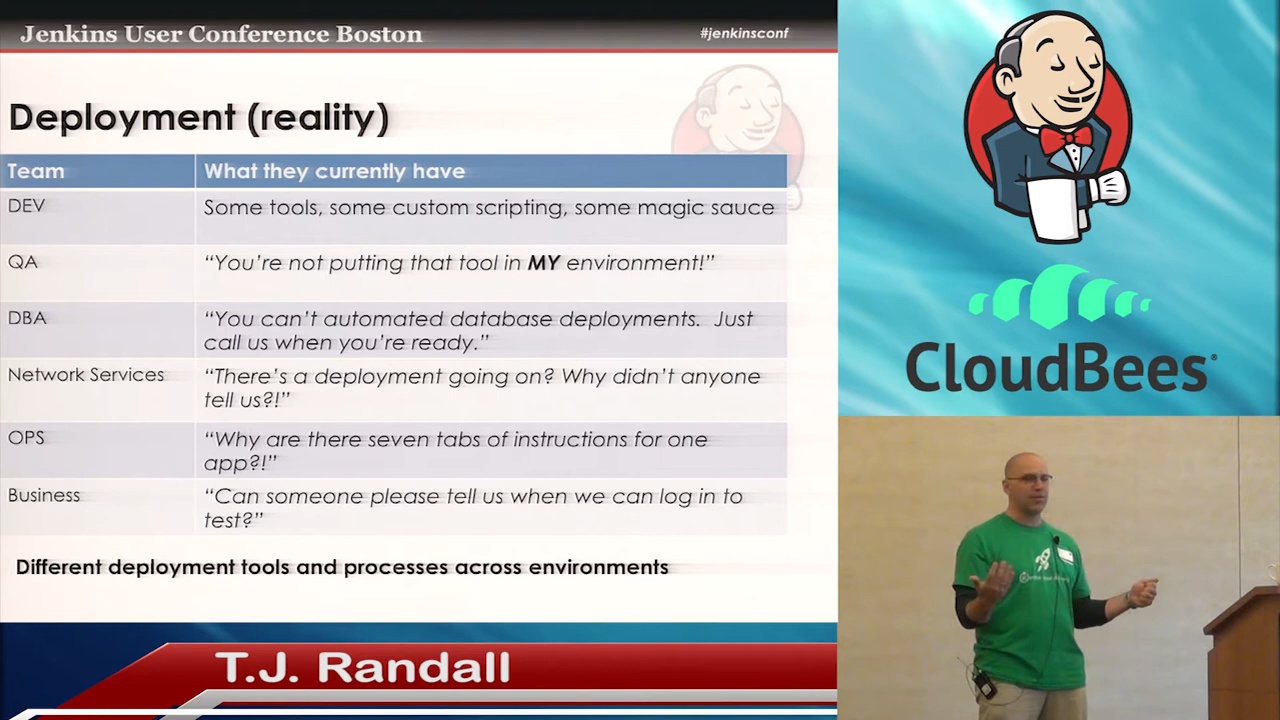 Jenkins User Conference Boston
#jenkinsconf
Deployment (reality)
Team
What they currently have
DEV
Some tools, some custom scripting, some magic sauce
QA
“You’re not putting that tool in MY environment!”
DBA
“You can’t automated database deployments. Just
call us when you’re ready.”
Network Services
“There’s a deployment going on? Why didn’t anyone
tell us?!”
OPS
“Why are there seven tabs of instructions for one
app?!”
Business
“Can someone please tell us when we can log in to
test?”
Different deployment tools and processes across environments
T.J. Randall
CloudBees